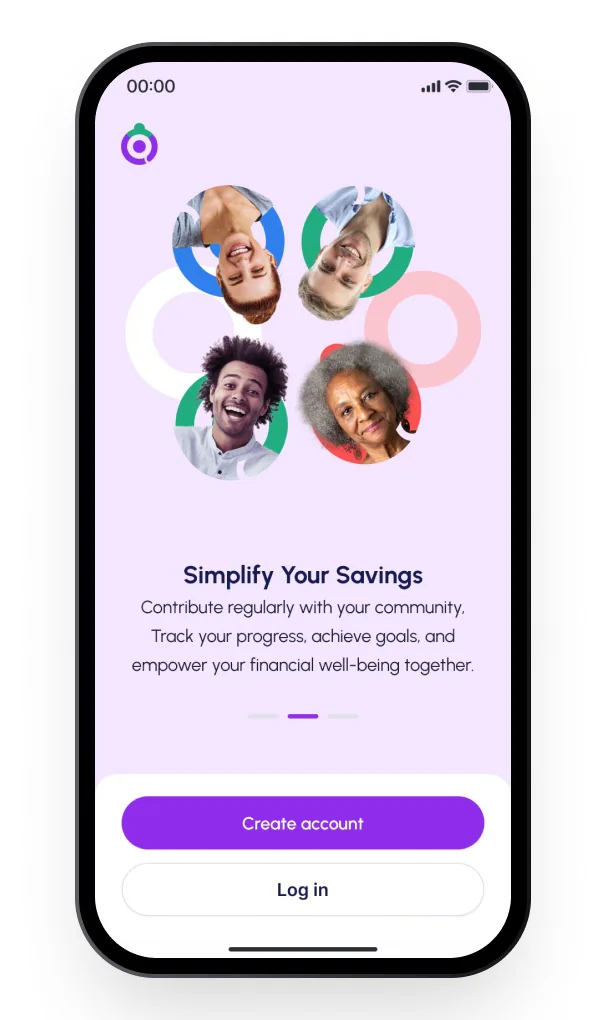 00:00
Simplify Your Savings
Contribute regularly with your community,
Track your progress, achieve goals, and
empower your financial well-being together.
Create account
Log in